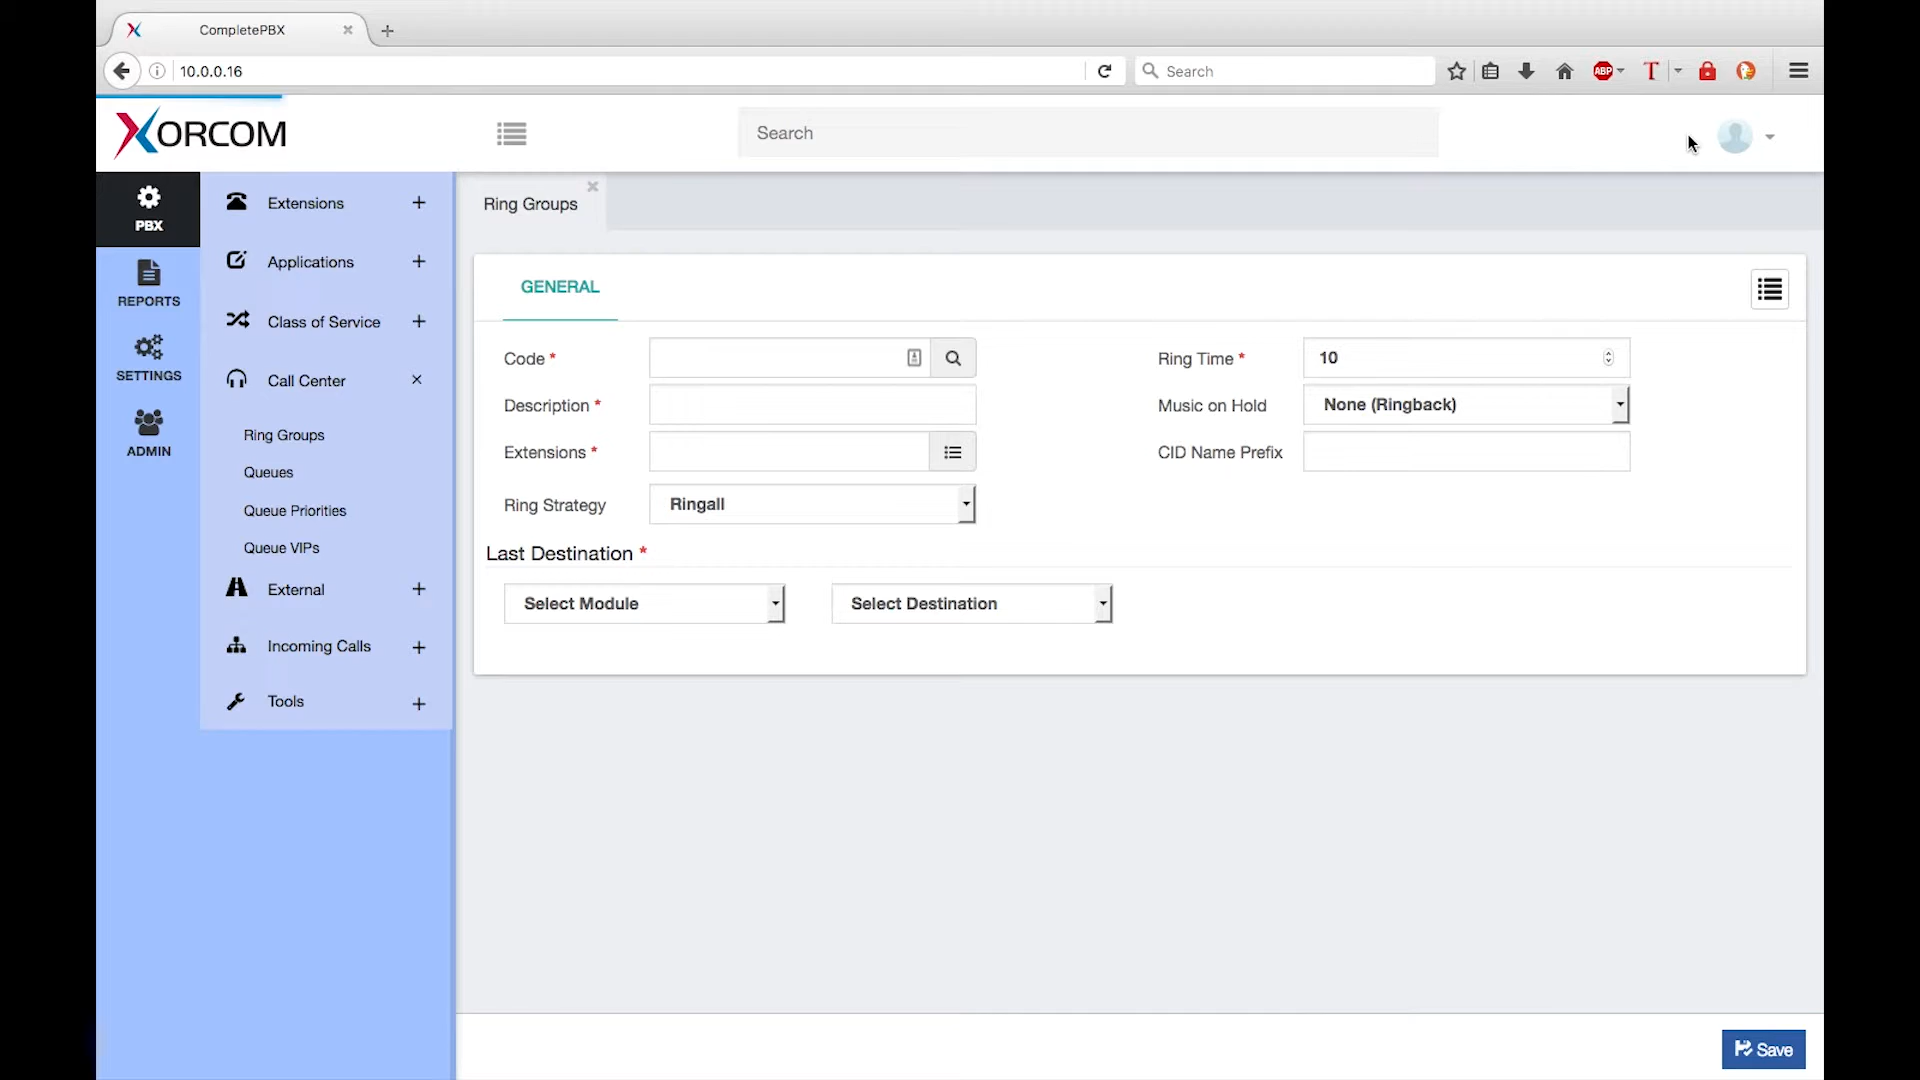 CompletePBX
10.0.0.16
Search
ABP
T
XORCOM
Search
PBX
REPORTS
SETTINGS
ADMIN
Extensions
Applications
Class of Service
Call Center
Ring Groups
Queues
Queue Priorities
Queue VIPs
External
Incoming Calls
Tools
Ring Groups
GENERAL
Code *
Ring Time * 10
Description *
Music on Hold None (Ringback)
Extensions *
CID Name Prefix
Ring Strategy Ringall
Last Destination *
Select Module Select Destination
Save